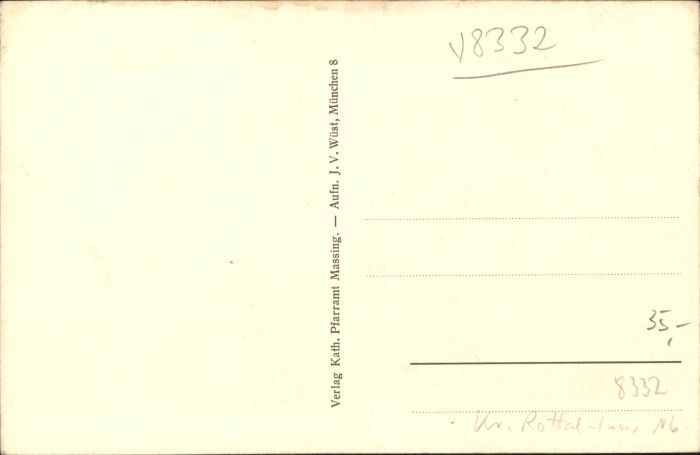 V8332
Verlag Kath. Pfarramt Massing. — Aufn. J. V. Wüst, München 8
35,-
8332
Kr. Rottal-Inn, Nb.